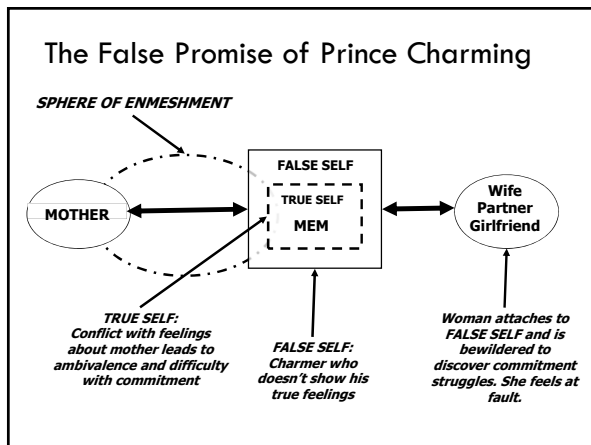 The False Promise of Prince Charming
SPHERE OF ENMESHMENT
FALSE SELF
TRUE SELF
MEM
MOTHER
Wife
Partner
Girlfriend
TRUE SELF:
Conflict with feelings
about mother leads to
ambivalence and difficulty
with commitment
FALSE SELF:
Charmer who
doesn't show his
true feelings
Woman attaches to
FALSE SELF and is
bewildered to
discover commitment
struggles. She feels at
fault.